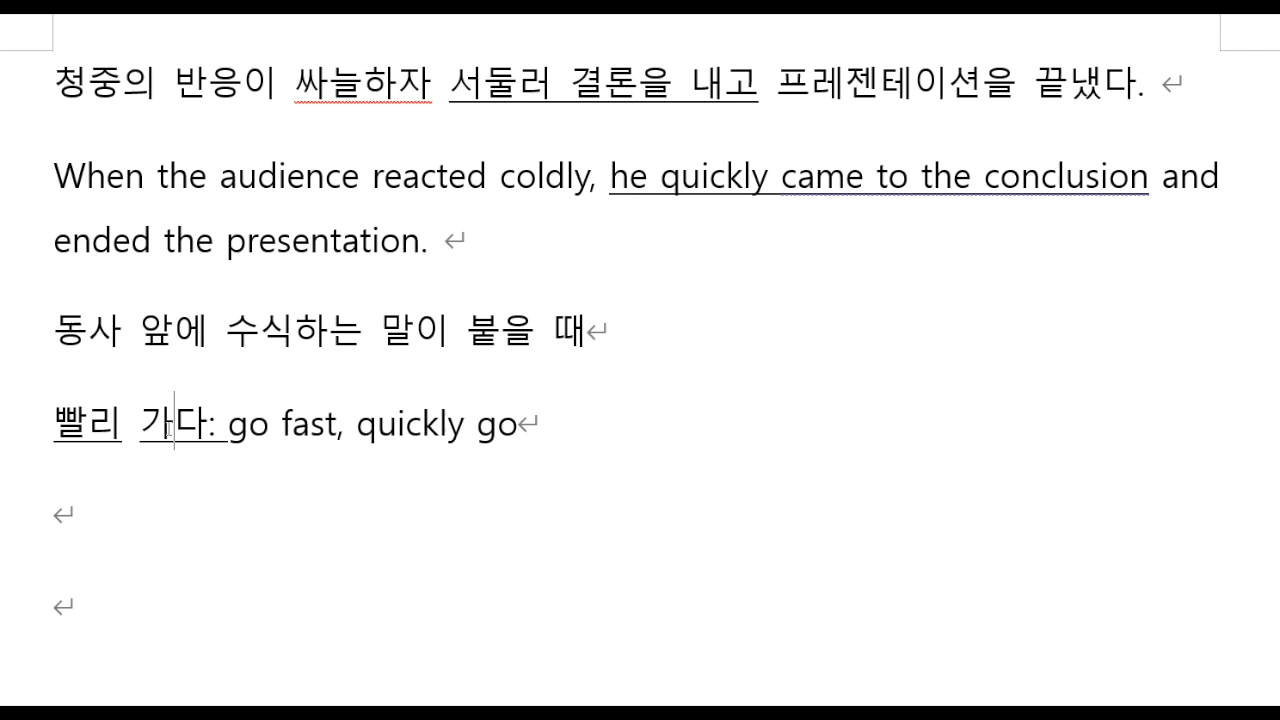 청중의 반응이 싸늘하자 서둘러 결론을 내고 프레젠테이션을 끝냈다.
When the audience reacted coldly, he quickly came to the conclusion and
ended the presentation.
동사 앞에 수식하는 말이 붙을 때
빨리 가다: go fast, quickly go